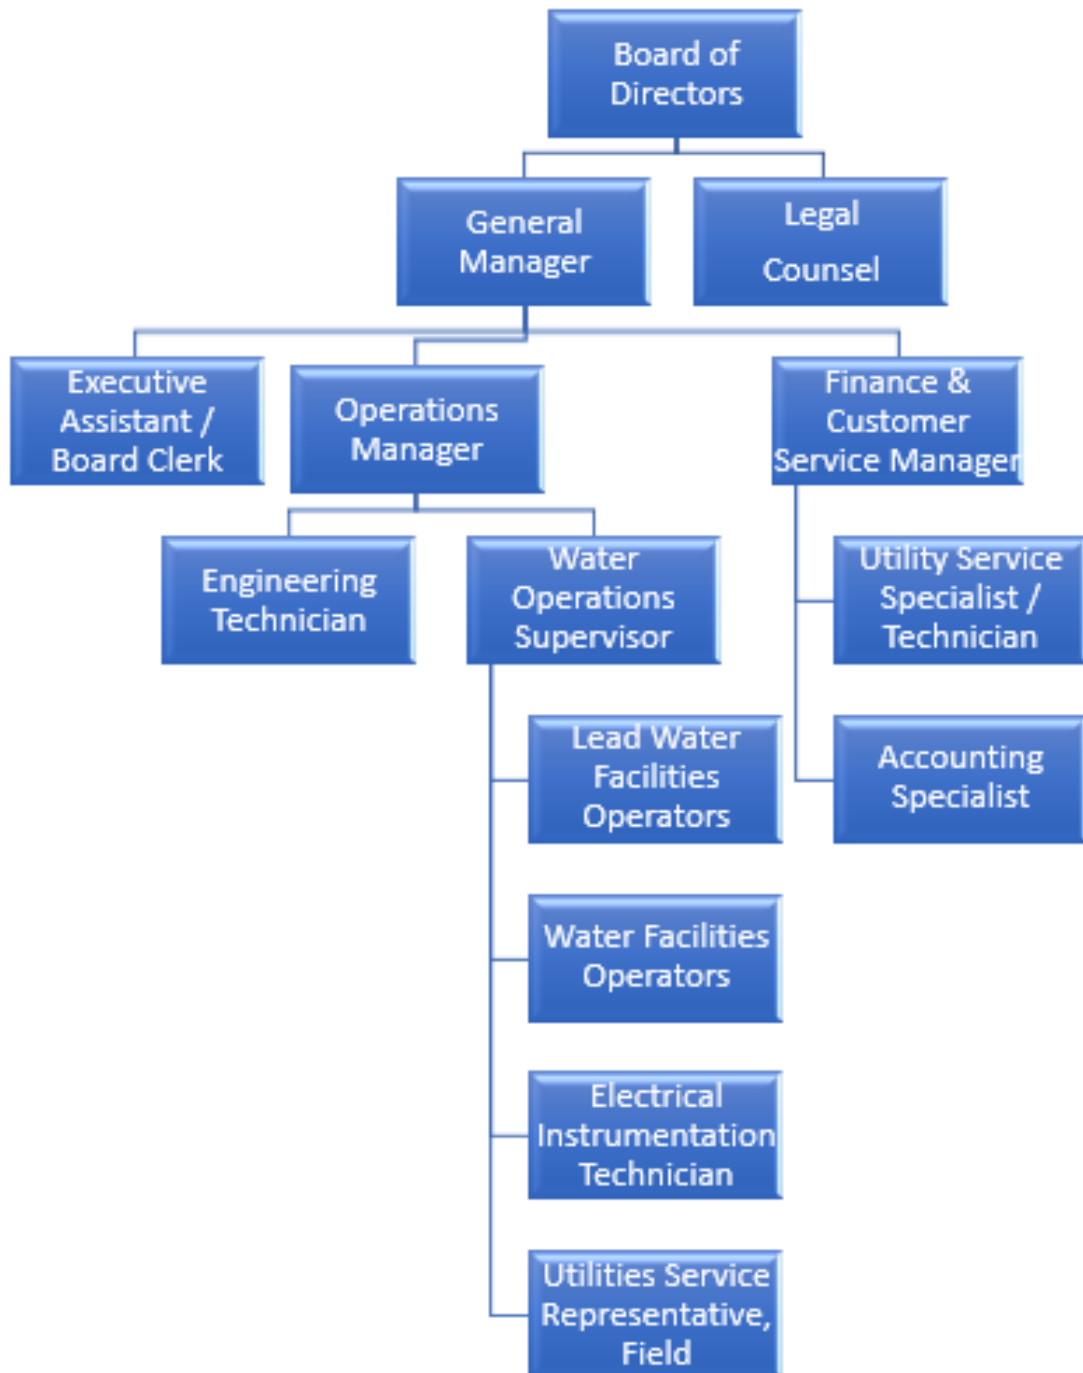 Board of
Directors
General
Manager
Legal
Counsel
Executive
Assistant /
Board Clerk
Operations
Manager
Finance &
Customer
Service Manager
Engineering
Technician
Water
Operations
Supervisor
Utility Service
Specialist /
Technician
Lead Water
Facilities
Operators
Accounting
Specialist
Water Facilities
Operators
Electrical
Instrumentation
Technician
Utilities Service
Representative,
Field